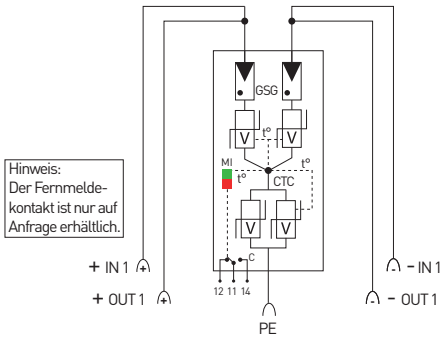 GSG
V
V
t°
t°
MI
CTC
Hinweis:
Der Fernmelde-
kontakt ist nur auf
Anfrage erhältlich.
V
V
C
+ IN 1
+
- IN 1
-
12 11 14
+ OUT 1
+
- OUT 1
-
PE